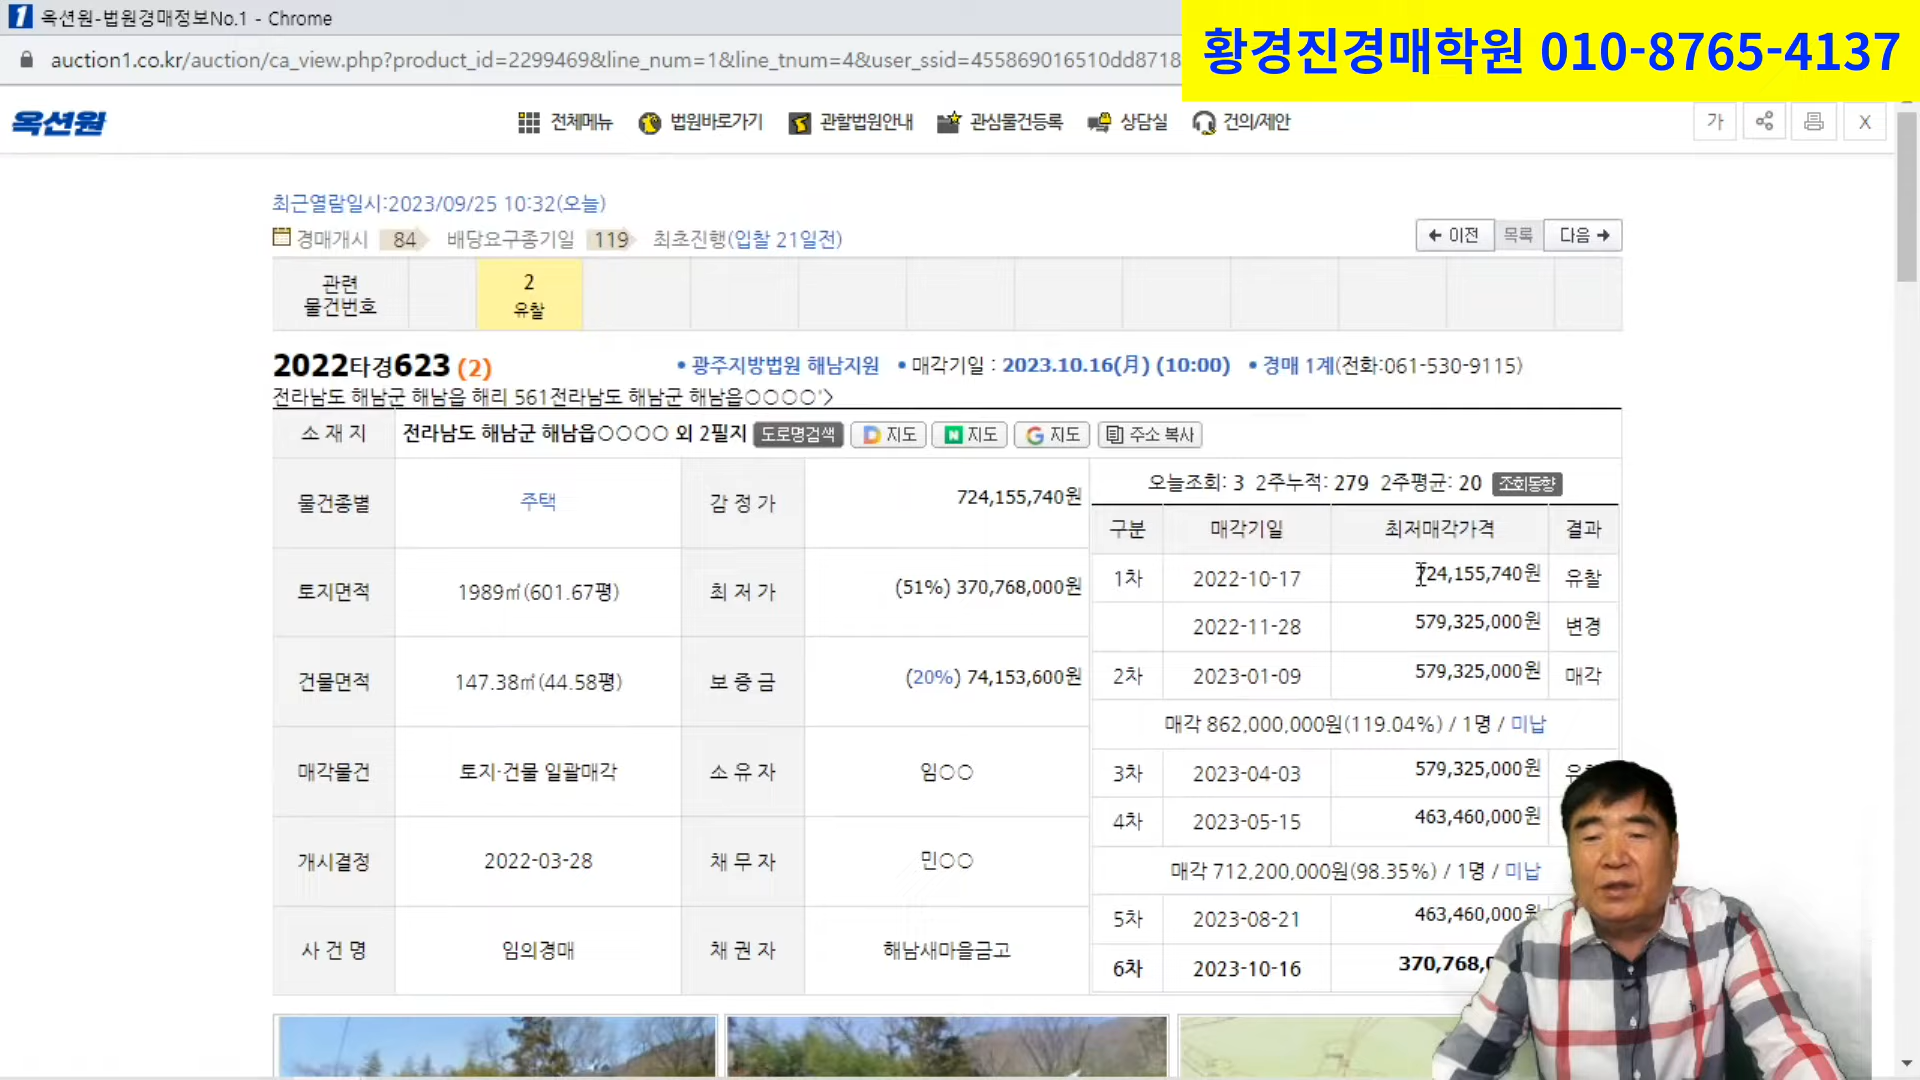 옥션원-법원경매정보No.1 - Chrome
auction1.co.kr/auction/ca_view.php?product_id=2299469&line_num=1&line_tnum=4&user_ssid=455869016510dd8718
황경진경매학원 010-8765-4137
옥션원
전체메뉴 법원바로가기 관할법원안내 관심물건등록 상담실 건의/제안
가
X
최근열람일시:2023/09/25 10:32(오늘)
경매개시 84 배당요구종기일 119 최초진행(입찰 21일전)
이전 목록 다음
관련
물건번호
2
유찰
2022타경623 (2)
• 광주지방법원 해남지원 • 매각기일 : 2023.10.16(月) (10:00) • 경매 1계(전화:061-530-9115)
전라남도 해남군 해남읍 해리 561전라남도 해남군 해남읍○○○○'>
소 재 지 전라남도 해남군 해남읍○○○○ 외 2필지 도로명검색 D 지도 N 지도 G 지도 주소 복사
물건종별 주택 감 정 가 724,155,740원
토지면적 1989㎡(601.67평) 최 저 가 (51%) 370,768,000원
건물면적 147.38㎡(44.58평) 보 증 금 (20%) 74,153,600원
매각물건 토지·건물 일괄매각 소 유 자 임○○
개시결정 2022-03-28 채 무 자 민○○
사 건 명 임의경매 채 권 자 해남새마을금고
오늘조회: 3 2주누적: 279 2주평균: 20 조회동향
구분 매각기일 최저매각가격 결과
1차 2022-10-17 724,155,740원 유찰
2022-11-28 579,325,000원 변경
2차 2023-01-09 579,325,000원 매각
매각 862,000,000원(119.04%) / 1명 / 미납
3차 2023-04-03 579,325,000원
4차 2023-05-15 463,460,000원
매각 712,200,000원(98.35%) / 1명 / 미납
5차 2023-08-21 463,460,000원
6차 2023-10-16 370,768,